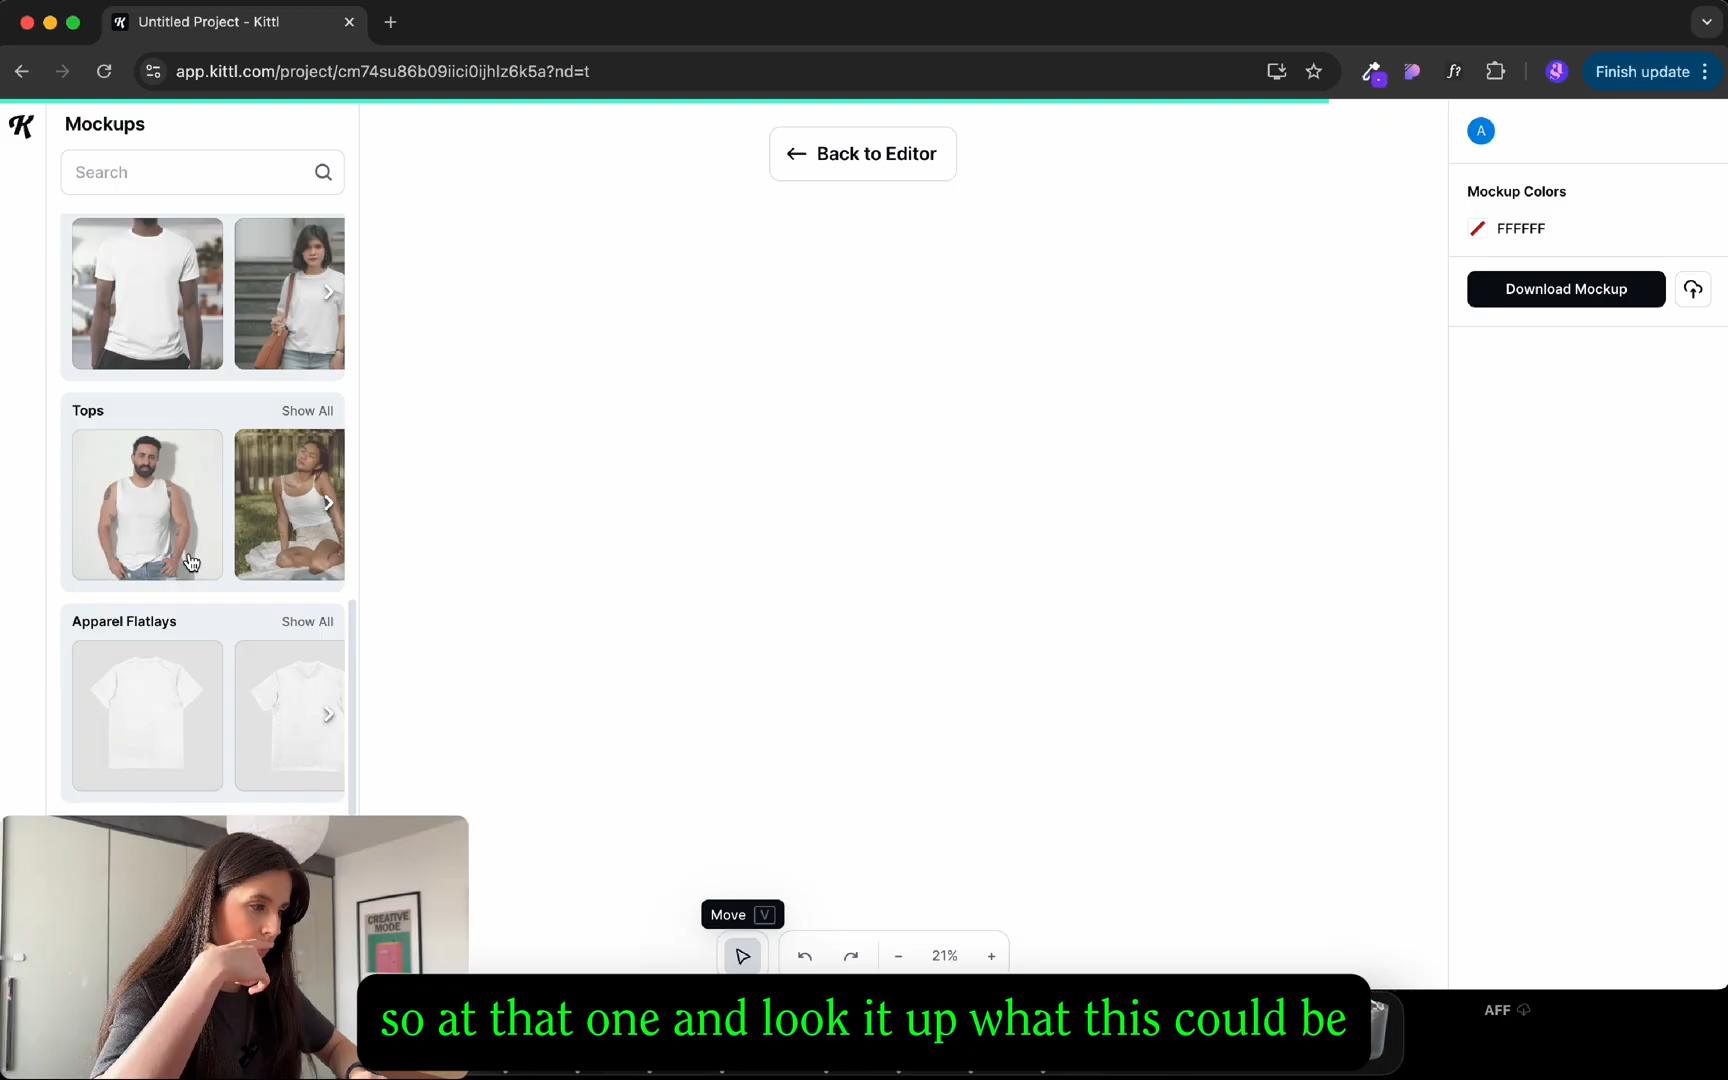 Untitled Project - Kittl
app.kittl.com/project/cm74su86b09iici0ijhlz6k5a?nd=t
f?
Finish update
K
Mockups
Search
Back to Editor
A
Mockup Colors
FFFFFF
Download Mockup
Tops
Show All
Apparel Flatlays
Show All
CREATIVE
MODE
Move V
21%
so at that one and look it up what this could be
AFF